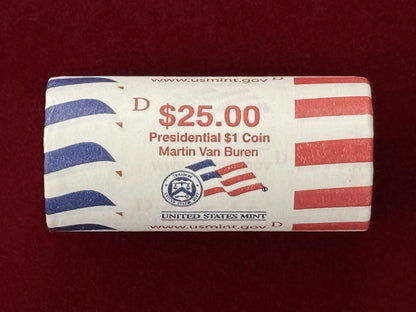 www.usmint.gov D
D $25.00
Presidential $1 Coin
Martin Van Buren
UNITED STATES MINT
www.usmint.gov D